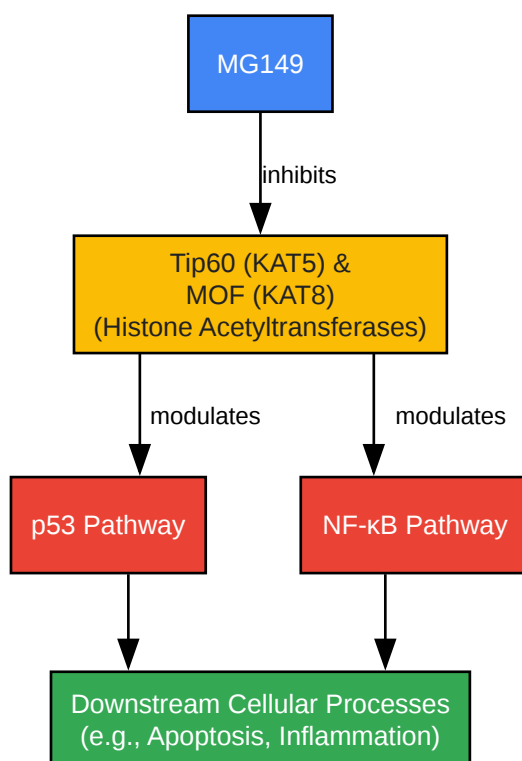 MG149
inhibits
Tip60 (KAT5) &
MOF (KAT8)
(Histone Acetyltransferases)
modulates
modulates
p53 Pathway
NF-κB Pathway
Downstream Cellular Processes
(e.g., Apoptosis, Inflammation)